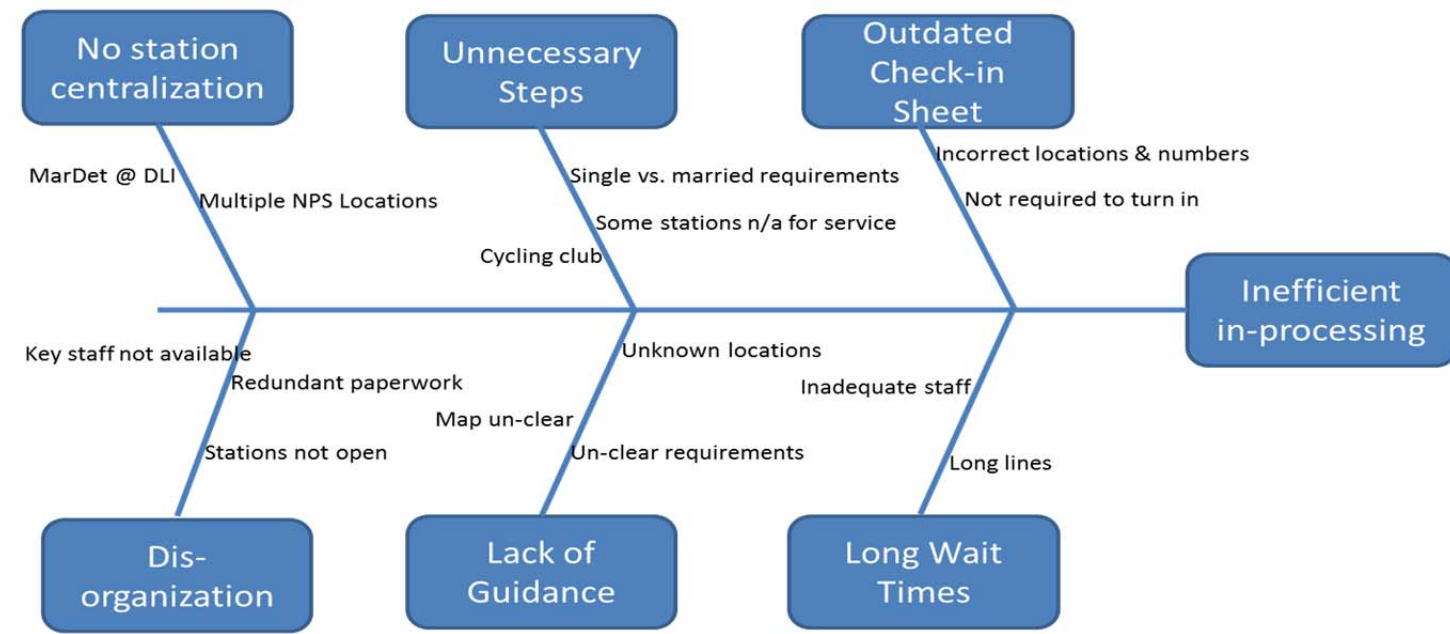 No station
centralization
Unnecessary
Steps
Outdated
Check-in
Sheet
MarDet @ DLI
Multiple NPS Locations
Single vs. married requirements
Some stations n/a for service
Cycling club
Incorrect locations & numbers
Not required to turn in
Inefficient
in-processing
Key staff not available
Redundant paperwork
Stations not open
Unknown locations
Map un-clear
Un-clear requirements
Inadequate staff
Long lines
Dis-
organization
Lack of
Guidance
Long Wait
Times